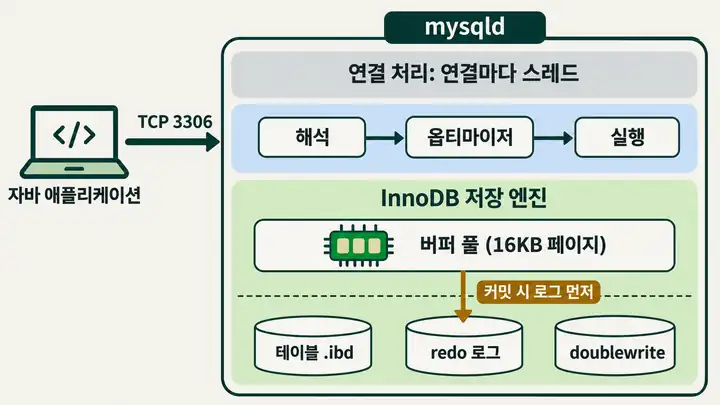 mysqld
연결 처리: 연결마다 스레드
TCP 3306
</>
자바 애플리케이션
해석
옵티마이저
실행
InnoDB 저장 엔진
버퍼 풀 (16KB 페이지)
커밋 시 로그 먼저
테이블 .ibd
redo 로그
doublewrite